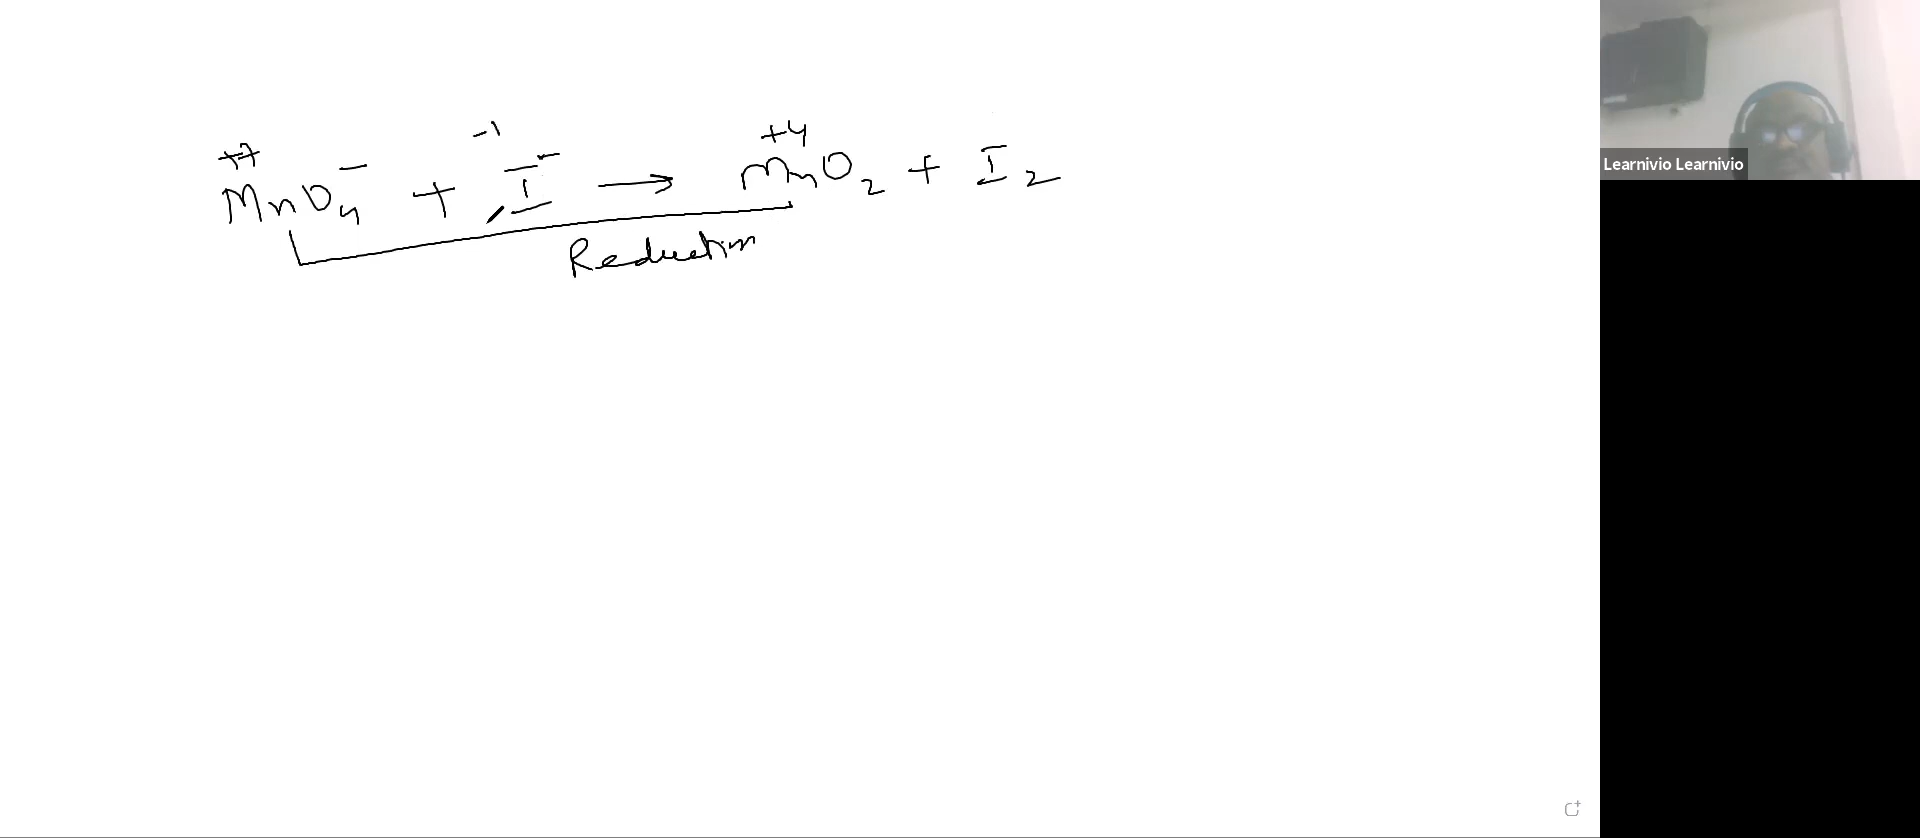 +7 -1 +4
MnO₄⁻ + I⁻ → MnO₂ + I₂
Reduction
Learnivio Learnivio